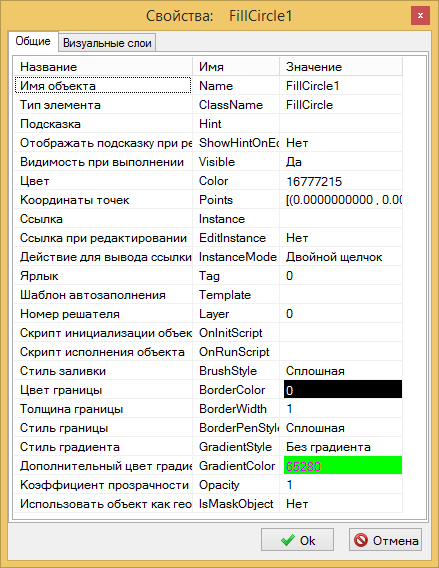 Свойства: FillCircle1
x
Общие Визуальные слои
Название Имя Значение
Имя объекта Name FillCircle1
Тип элемента ClassName FillCircle
Подсказка Hint
Отображать подсказку при ре ShowHintOnEd Нет
Видимость при выполнении Visible Да
Цвет Color 16777215
Координаты точек Points [(0.0000000000 , 0.00
Ссылка Instance
Ссылка при редактировании EditInstance Нет
Действие для вывода ссылки InstanceMode Двойной щелчок
Ярлык Tag 0
Шаблон автозаполнения Template
Номер решателя Layer 0
Скрипт инициализации объек OnInitScript
Скрипт исполнения объекта OnRunScript
Стиль заливки BrushStyle Сплошная
Цвет границы BorderColor 0
Толщина границы BorderWidth 1
Стиль границы BorderPenStyle Сплошная
Стиль градиента GradientStyle Без градиента
Дополнительный цвет градие GradientColor 65280
Коэффициент прозрачности Opacity 1
Использовать объект как гео IsMaskObject Нет
Ok Отмена